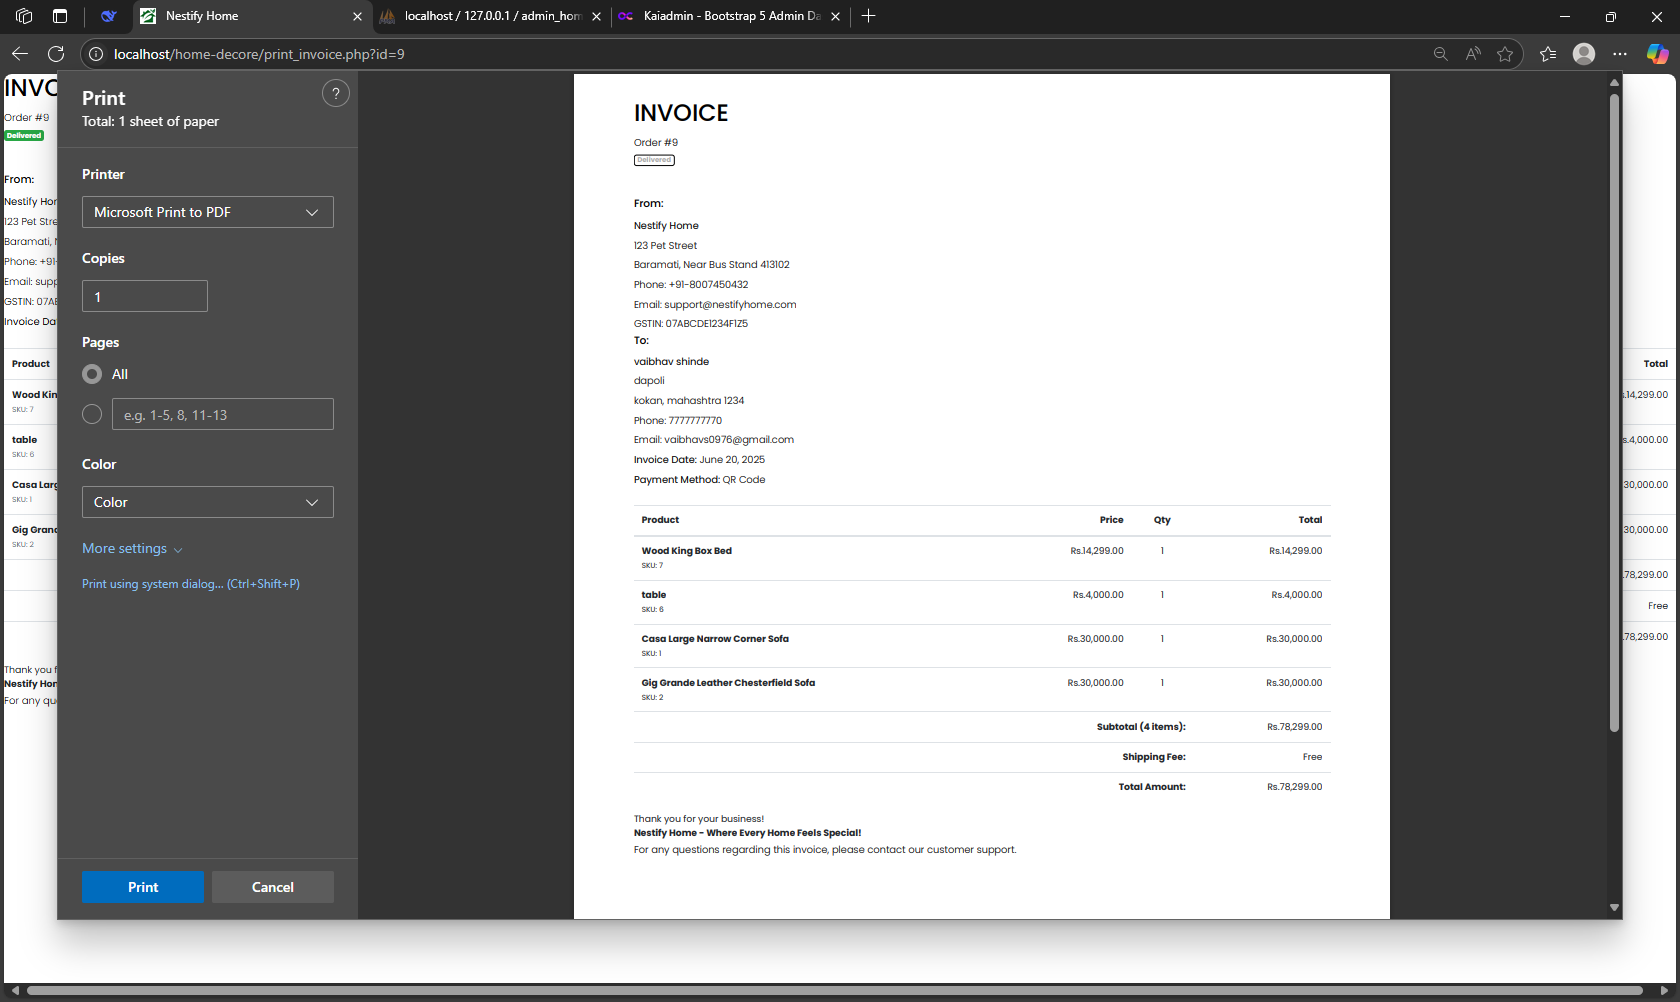 Nestify Home
localhost / 127.0.0.1 / admin_hom
Kaiadmin - Bootstrap 5 Admin Da
localhost/home-decore/print_invoice.php?id=9
INVO
Order #9
Delivered
From:
Nestify Hor
123 Pet Stre
Baramati, N
Phone: +91-
Email: supp
GSTIN: 07AB
Invoice Da
Product
Wood Kin
SKU: 7
table
SKU: 6
Casa Larg
SKU: 1
Gig Grand
SKU: 2
Thank you f
Nestify Hor
For any qu
Print
?
Total: 1 sheet of paper
Printer
Microsoft Print to PDF
Copies
1
Pages
All
e.g. 1-5, 8, 11-13
Color
Color
More settings
Print using system dialog... (Ctrl+Shift+P)
Print
Cancel
INVOICE
Order #9
Delivered
From:
Nestify Home
123 Pet Street
Baramati, Near Bus Stand 413102
Phone: +91-8007450432
Email: support@nestifyhome.com
GSTIN: 07ABCDE1234F1Z5
To:
vaibhav shinde
dapoli
kokan, mahashtra 1234
Phone: 7777777770
Email: vaibhavs0976@gmail.com
Invoice Date: June 20, 2025
Payment Method: QR Code
Product Price Qty Total
Wood King Box Bed Rs.14,299.00 1 Rs.14,299.00
SKU: 7
table Rs.4,000.00 1 Rs.4,000.00
SKU: 6
Casa Large Narrow Corner Sofa Rs.30,000.00 1 Rs.30,000.00
SKU: 1
Gig Grande Leather Chesterfield Sofa Rs.30,000.00 1 Rs.30,000.00
SKU: 2
Subtotal (4 items): Rs.78,299.00
Shipping Fee: Free
Total Amount: Rs.78,299.00
Thank you for your business!
Nestify Home - Where Every Home Feels Special!
For any questions regarding this invoice, please contact our customer support.
Total
.14,299.00
s.4,000.00
30,000.00
30,000.00
.78,299.00
Free
.78,299.00